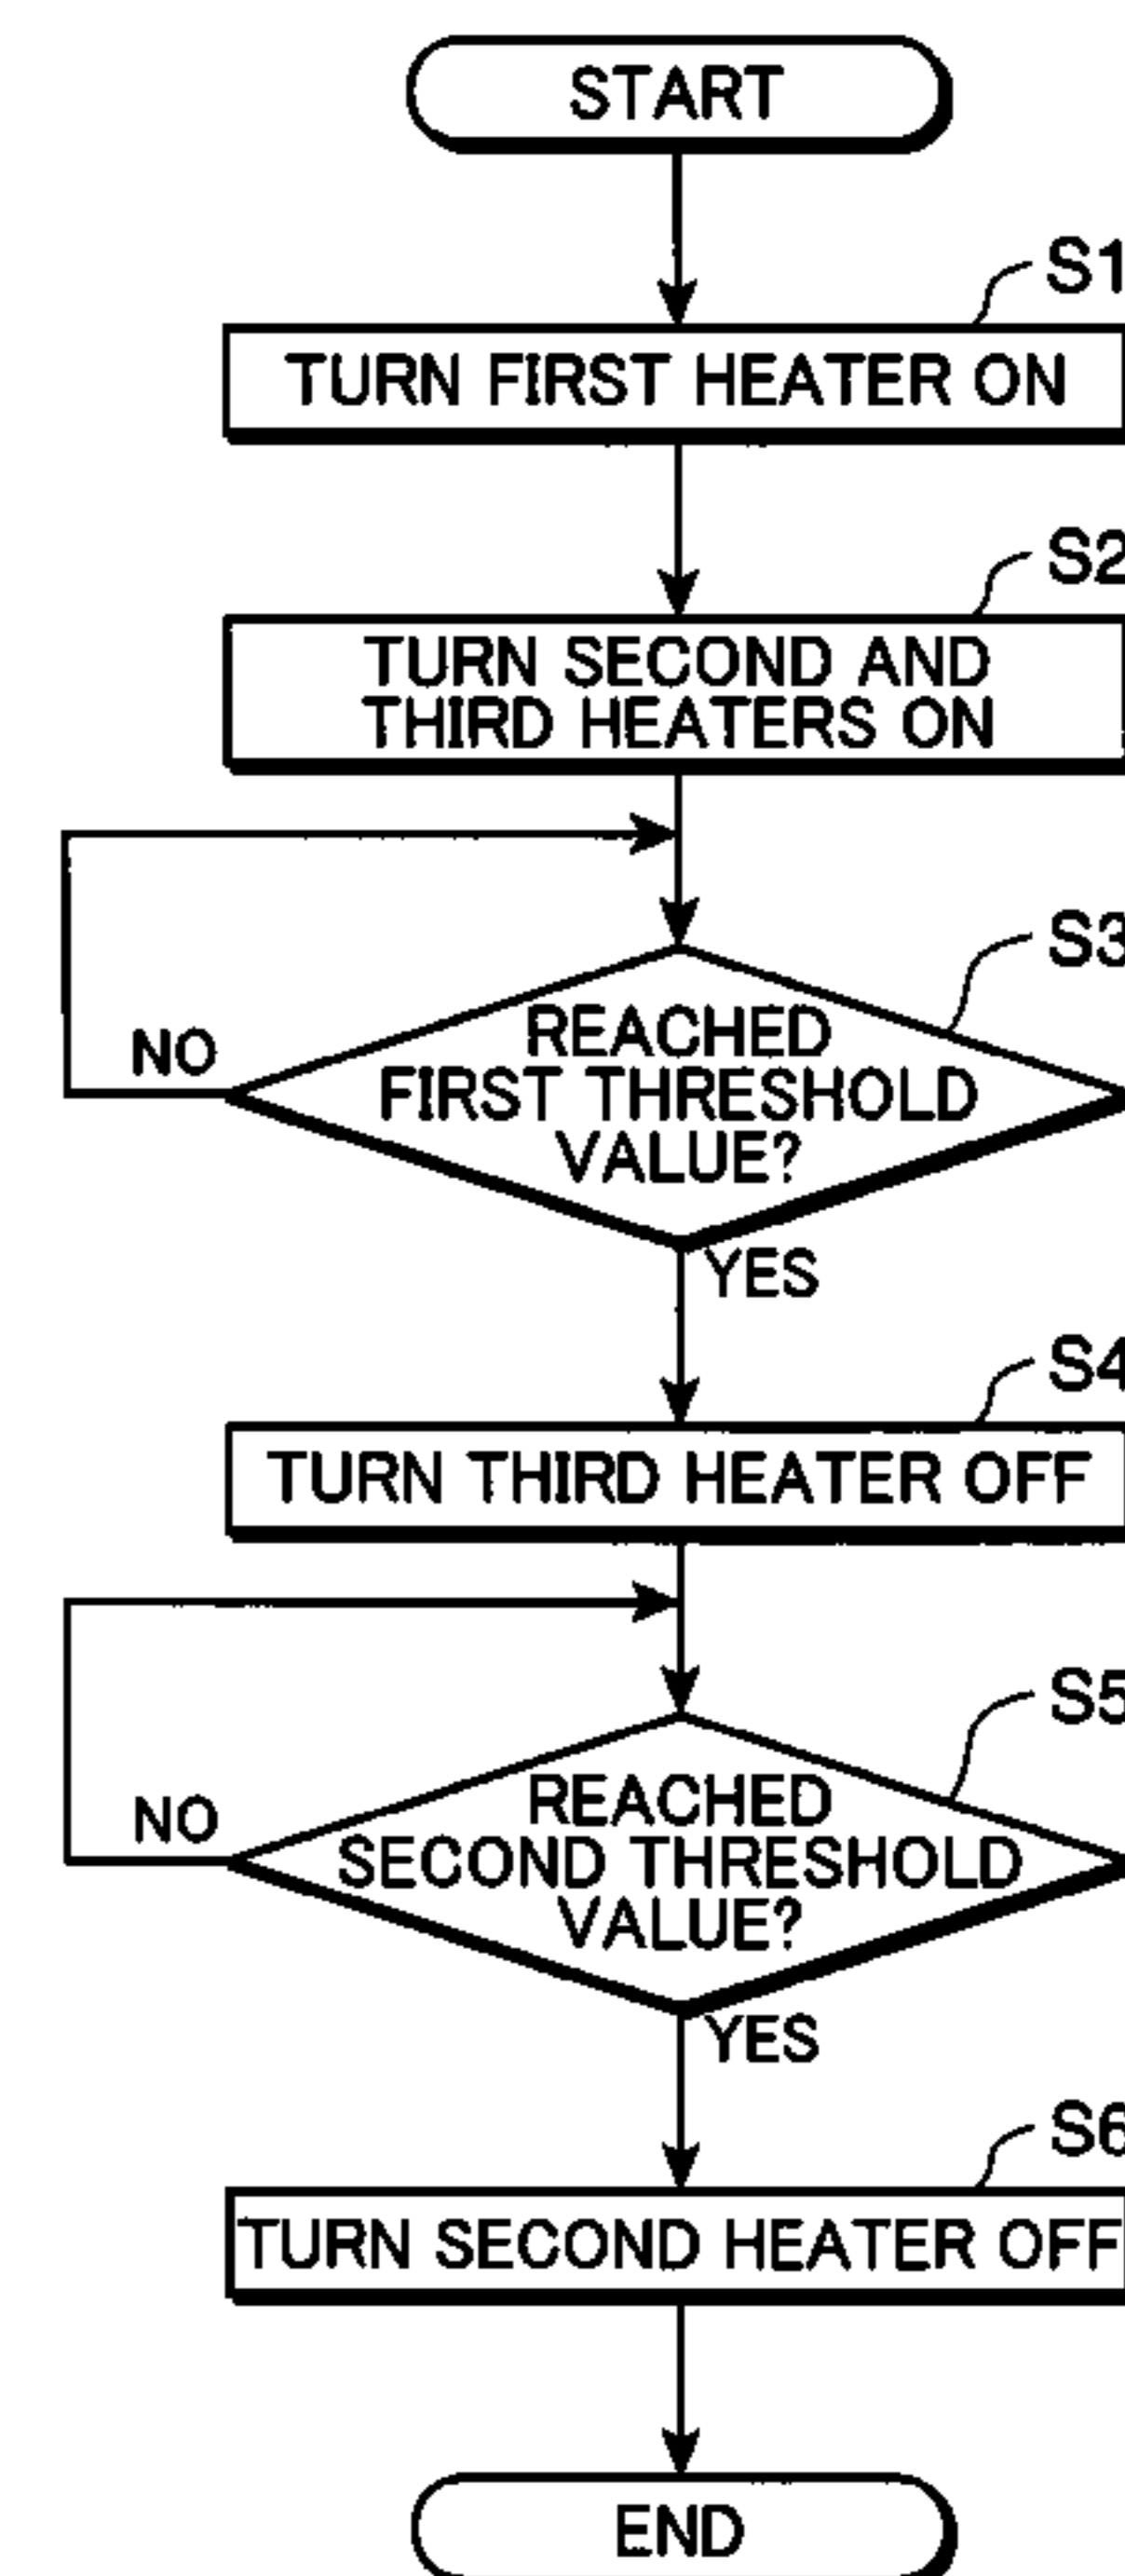 START
S1
TURN FIRST HEATER ON
S2
TURN SECOND AND
THIRD HEATERS ON
S3
REACHED
FIRST THRESHOLD
VALUE?
NO
YES
S4
TURN THIRD HEATER OFF
S5
REACHED
SECOND THRESHOLD
VALUE?
NO
YES
S6
TURN SECOND HEATER OFF
END